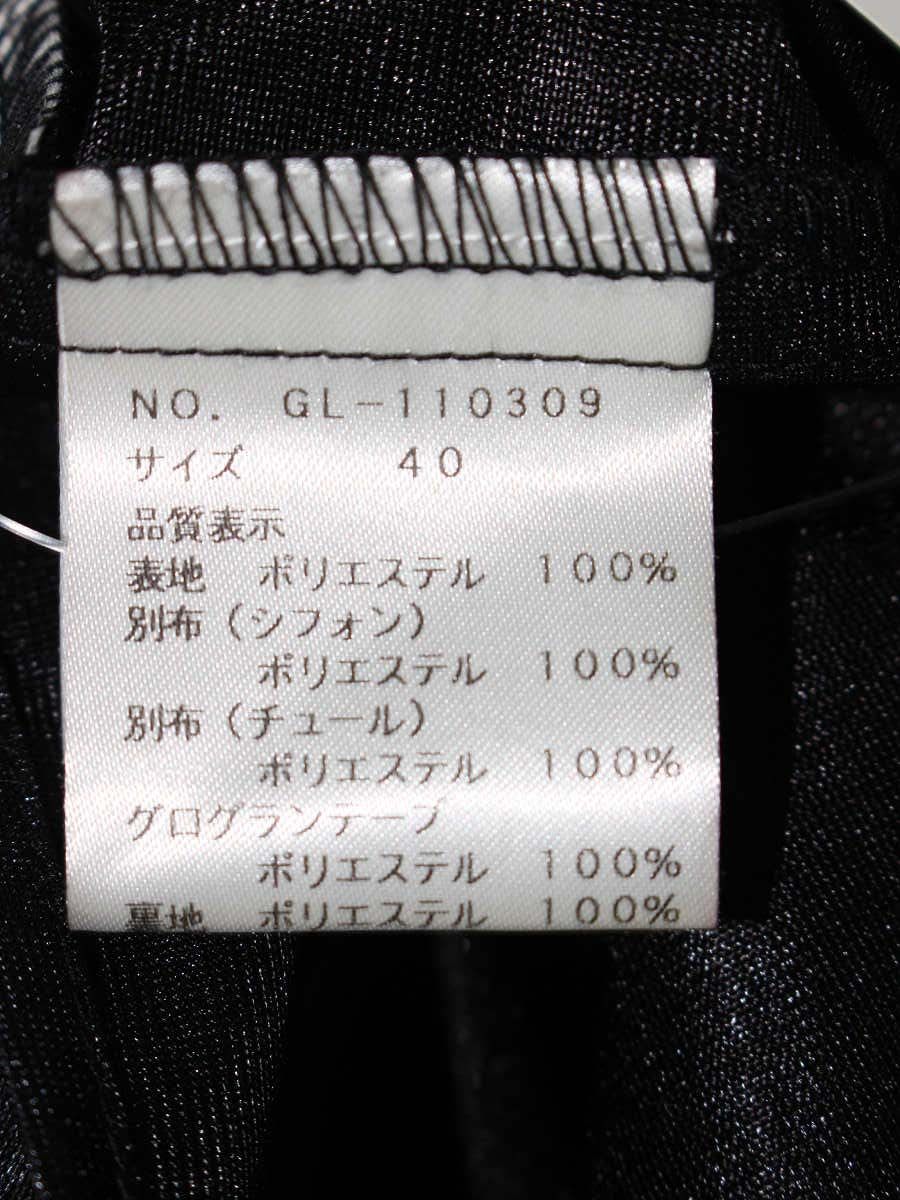 NO. GL-110309
サイズ 40
品質表示
表地 ポリエステル 100%
別布(シフォン)
ポリエステル 100%
別布(チュール)
ポリエステル 100%
グログランテープ
ポリエステル 100%
裏地 ポリエステル 100%